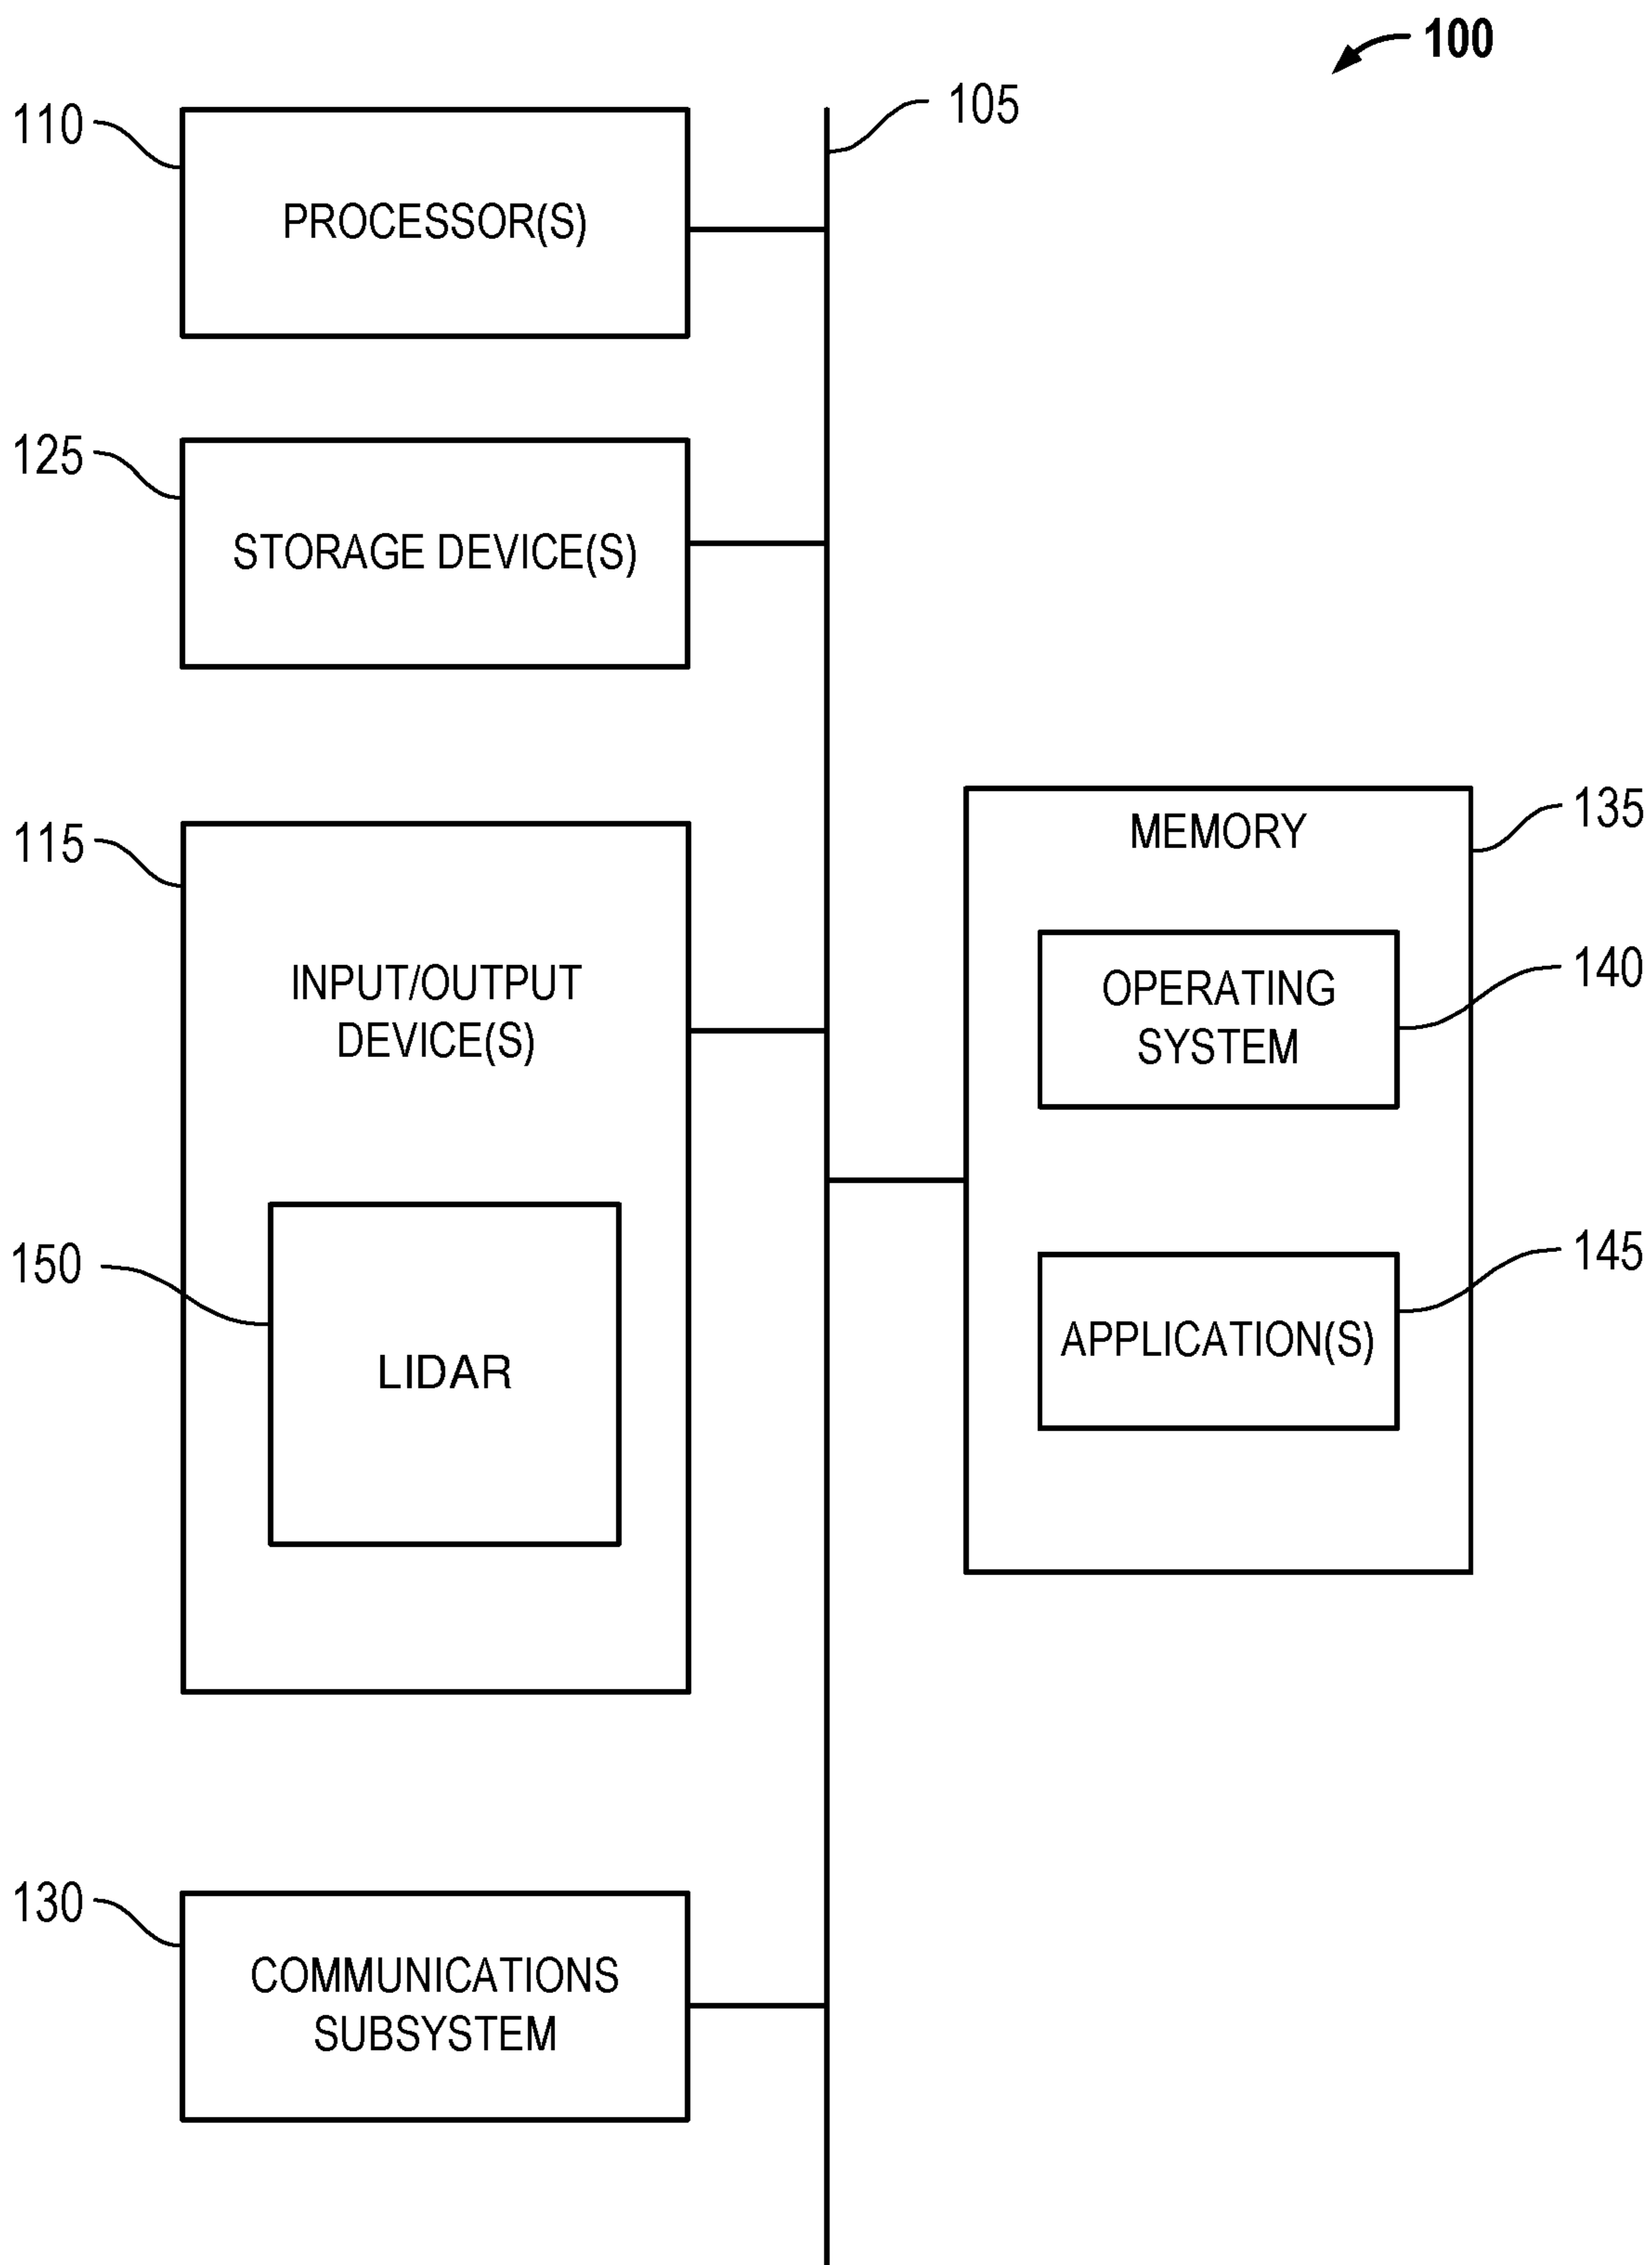 100
105
110
PROCESSOR(S)
125
STORAGE DEVICE(S)
115
INPUT/OUTPUT
DEVICE(S)
150
LIDAR
135
MEMORY
140
OPERATING
SYSTEM
145
APPLICATION(S)
130
COMMUNICATIONS
SUBSYSTEM